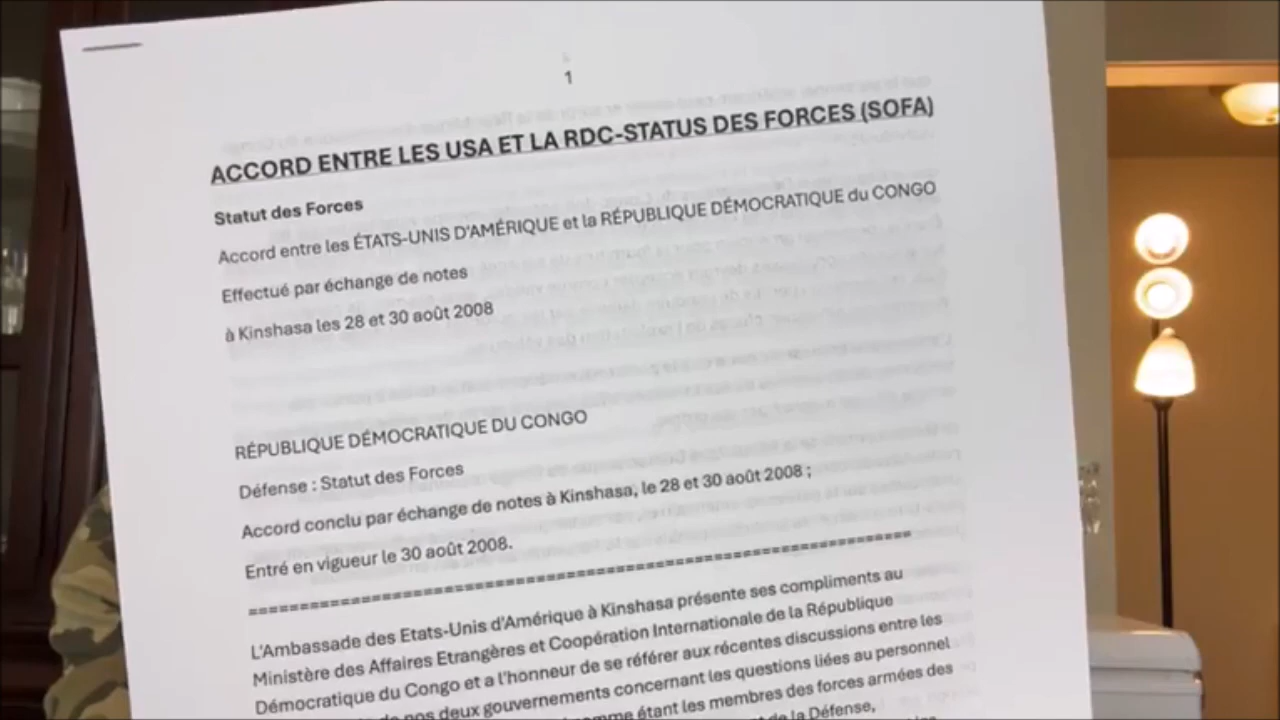 1
ACCORD ENTRE LES USA ET LA RDC-STATUS DES FORCES (SOFA)
Statut des Forces
Accord entre les ÉTATS-UNIS D'AMÉRIQUE et la RÉPUBLIQUE DÉMOCRATIQUE du CONGO
Effectué par échange de notes
à Kinshasa les 28 et 30 août 2008
RÉPUBLIQUE DÉMOCRATIQUE DU CONGO
Défense : Statut des Forces
Accord conclu par échange de notes à Kinshasa, le 28 et 30 août 2008 ;
Entré en vigueur le 30 août 2008.
L'Ambassade des Etats-Unis d'Amérique à Kinshasa présente ses compliments au
Ministère des Affaires Etrangères et Coopération Internationale de la République
Démocratique du Congo et a l'honneur de se référer aux récentes discussions entre les
de nos deux gouvernements concernant les questions liées au personnel
étant les membres des forces armées des
de la Défense,